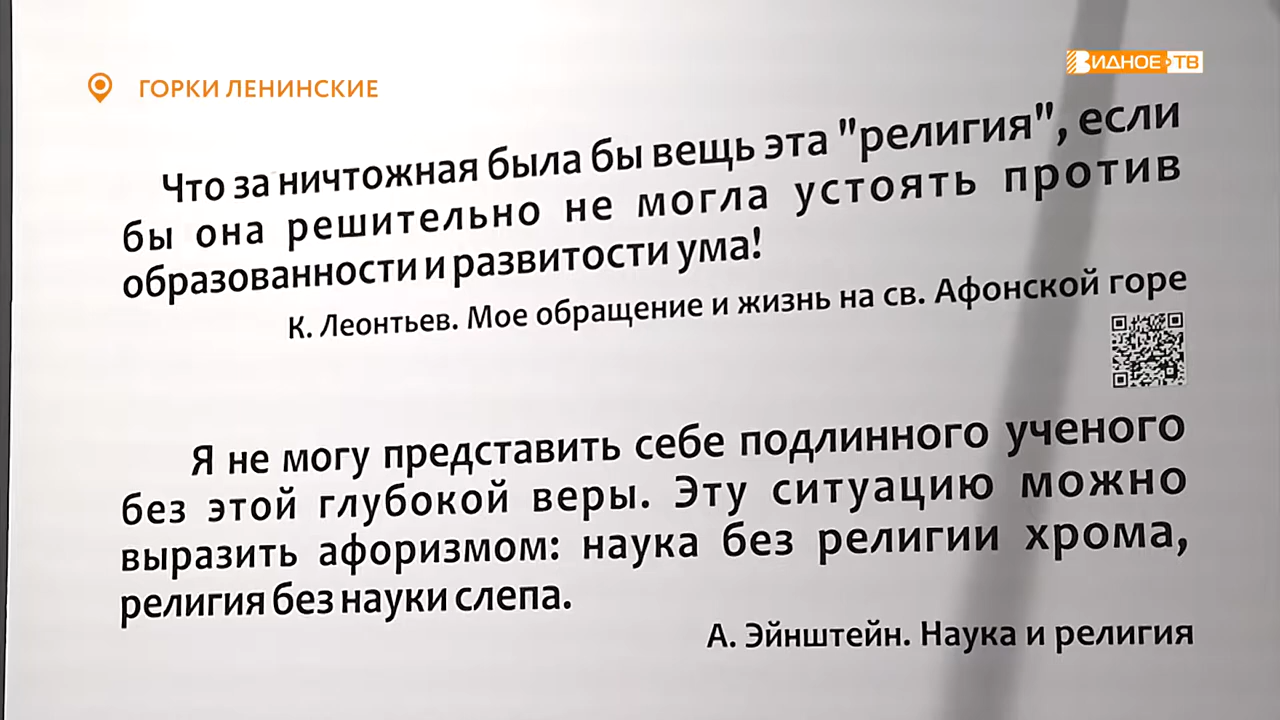 ГОРКИ ЛЕНИНСКИЕ
ВИДНОЕ ТВ
Что за ничтожная была бы вещь эта "религия", если
бы она решительно не могла устоять против
образованности и развитости ума!
К. Леонтьев. Мое обращение и жизнь на св. Афонской горе
Я не могу представить себе подлинного ученого
без этой глубокой веры. Эту ситуацию можно
выразить афоризмом: наука без религии хрома,
религия без науки слепа.
А. Эйнштейн. Наука и религия